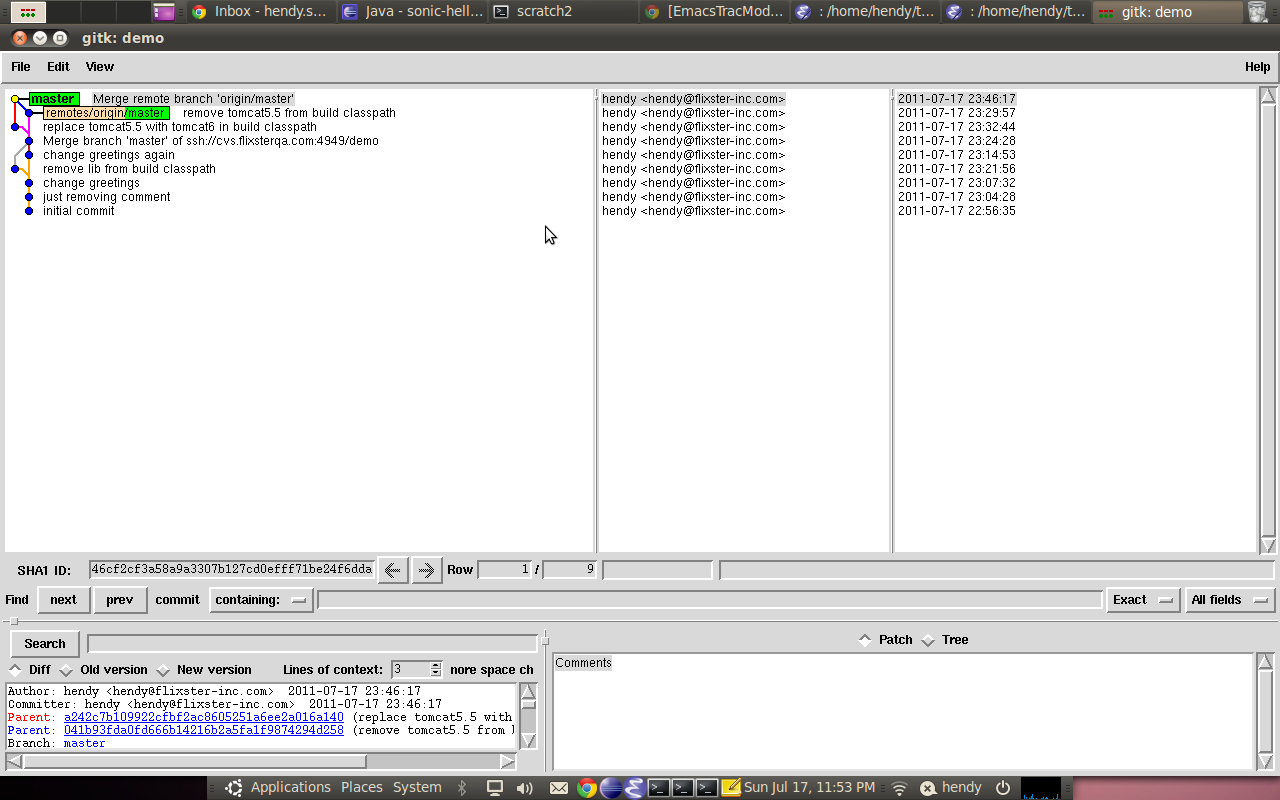 Inbox - hendy.s... Java - sonic-hell... scratch2 [EmacsTracMod... : /home/hendy/t... : /home/hendy/t... gitk: demo
gitk: demo
File Edit View Help
master Merge remote branch 'origin/master' hendy <hendy@flixster-inc.com> 2011-07-17 23:46:17
remotes/origin/master remove tomcat5.5 from build classpath hendy <hendy@flixster-inc.com> 2011-07-17 23:29:57
replace tomcat5.5 with tomcat6 in build classpath hendy <hendy@flixster-inc.com> 2011-07-17 23:32:44
Merge branch 'master' of ssh://cvs.flixsterqa.com:4949/demo hendy <hendy@flixster-inc.com> 2011-07-17 23:24:28
change greetings again hendy <hendy@flixster-inc.com> 2011-07-17 23:14:53
remove lib from build classpath hendy <hendy@flixster-inc.com> 2011-07-17 23:21:56
change greetings hendy <hendy@flixster-inc.com> 2011-07-17 23:07:32
just removing comment hendy <hendy@flixster-inc.com> 2011-07-17 23:04:28
initial commit hendy <hendy@flixster-inc.com> 2011-07-17 22:56:35
SHA1 ID: 46cf2cf3a58a9a3307b127cd0efff71be24f6dda Row 1 / 9
Find next prev commit containing: Exact All fields
Search Patch Tree
Diff Old version New version Lines of context: 3 nore space ch
Comments
Author: hendy <hendy@flixster-inc.com> 2011-07-17 23:46:17
Committer: hendy <hendy@flixster-inc.com> 2011-07-17 23:46:17
Parent: a242c7b109922cfbf2ac8605251a6ee2a016a140 (replace tomcat5.5 with
Parent: 041b93fda0fd666b14216b2a5fa1f9874294d258 (remove tomcat5.5 from
Branch: master
Applications Places System Sun Jul 17, 11:53 PM hendy